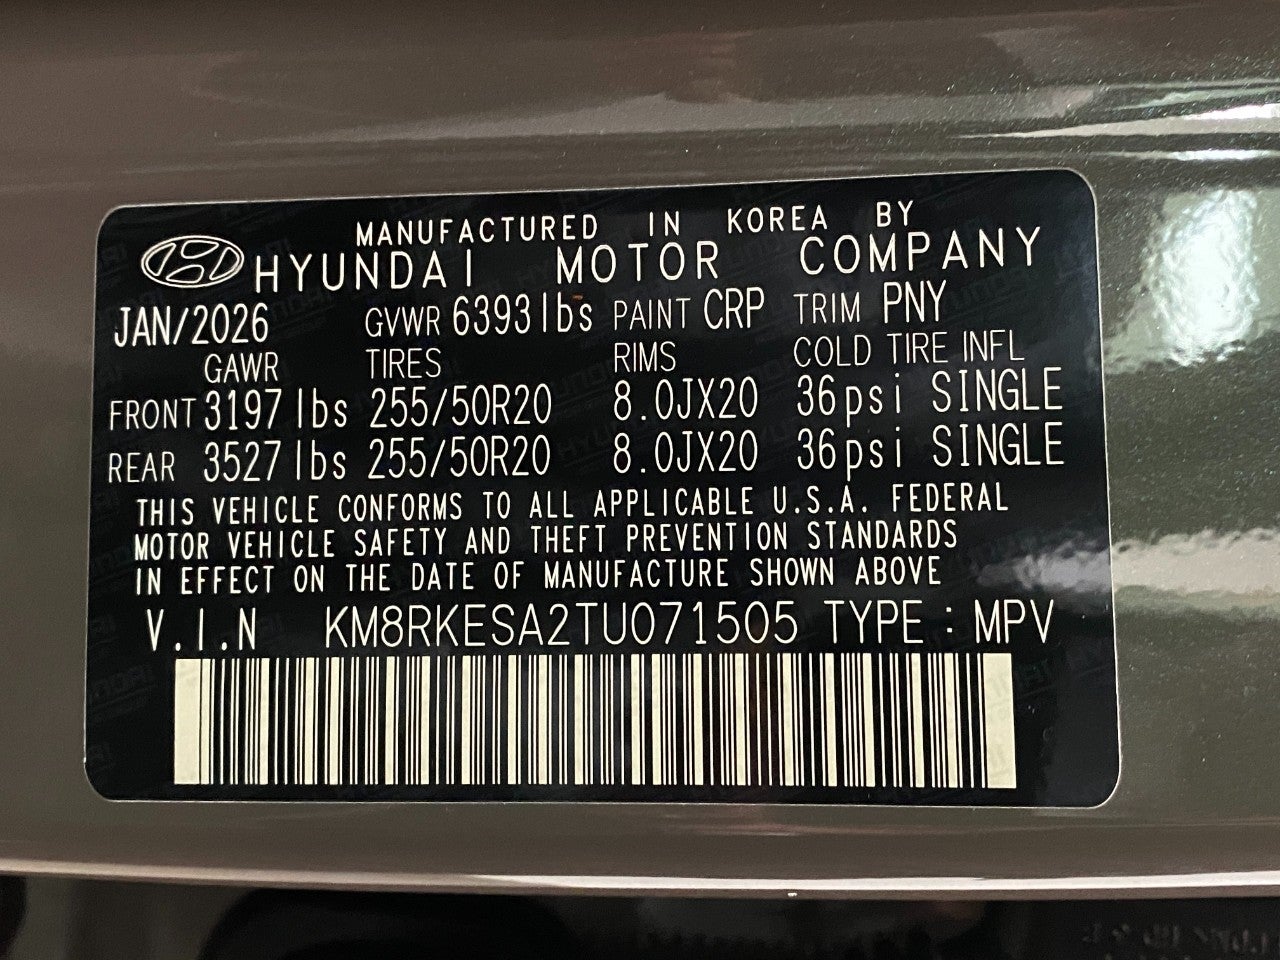 MANUFACTURED IN KOREA BY
HYUNDAI MOTOR COMPANY
JAN/2026 GVWR 6393lbs PAINT CRP TRIM PNY
GAWR TIRES RIMS COLD TIRE INFL
FRONT 3197lbs 255/50R20 8.0JX20 36psi SINGLE
REAR 3527lbs 255/50R20 8.0JX20 36psi SINGLE
THIS VEHICLE CONFORMS TO ALL APPLICABLE U.S.A. FEDERAL
MOTOR VEHICLE SAFETY AND THEFT PREVENTION STANDARDS
IN EFFECT ON THE DATE OF MANUFACTURE SHOWN ABOVE
V.I.N KM8RKESA2TU071505 TYPE : MPV